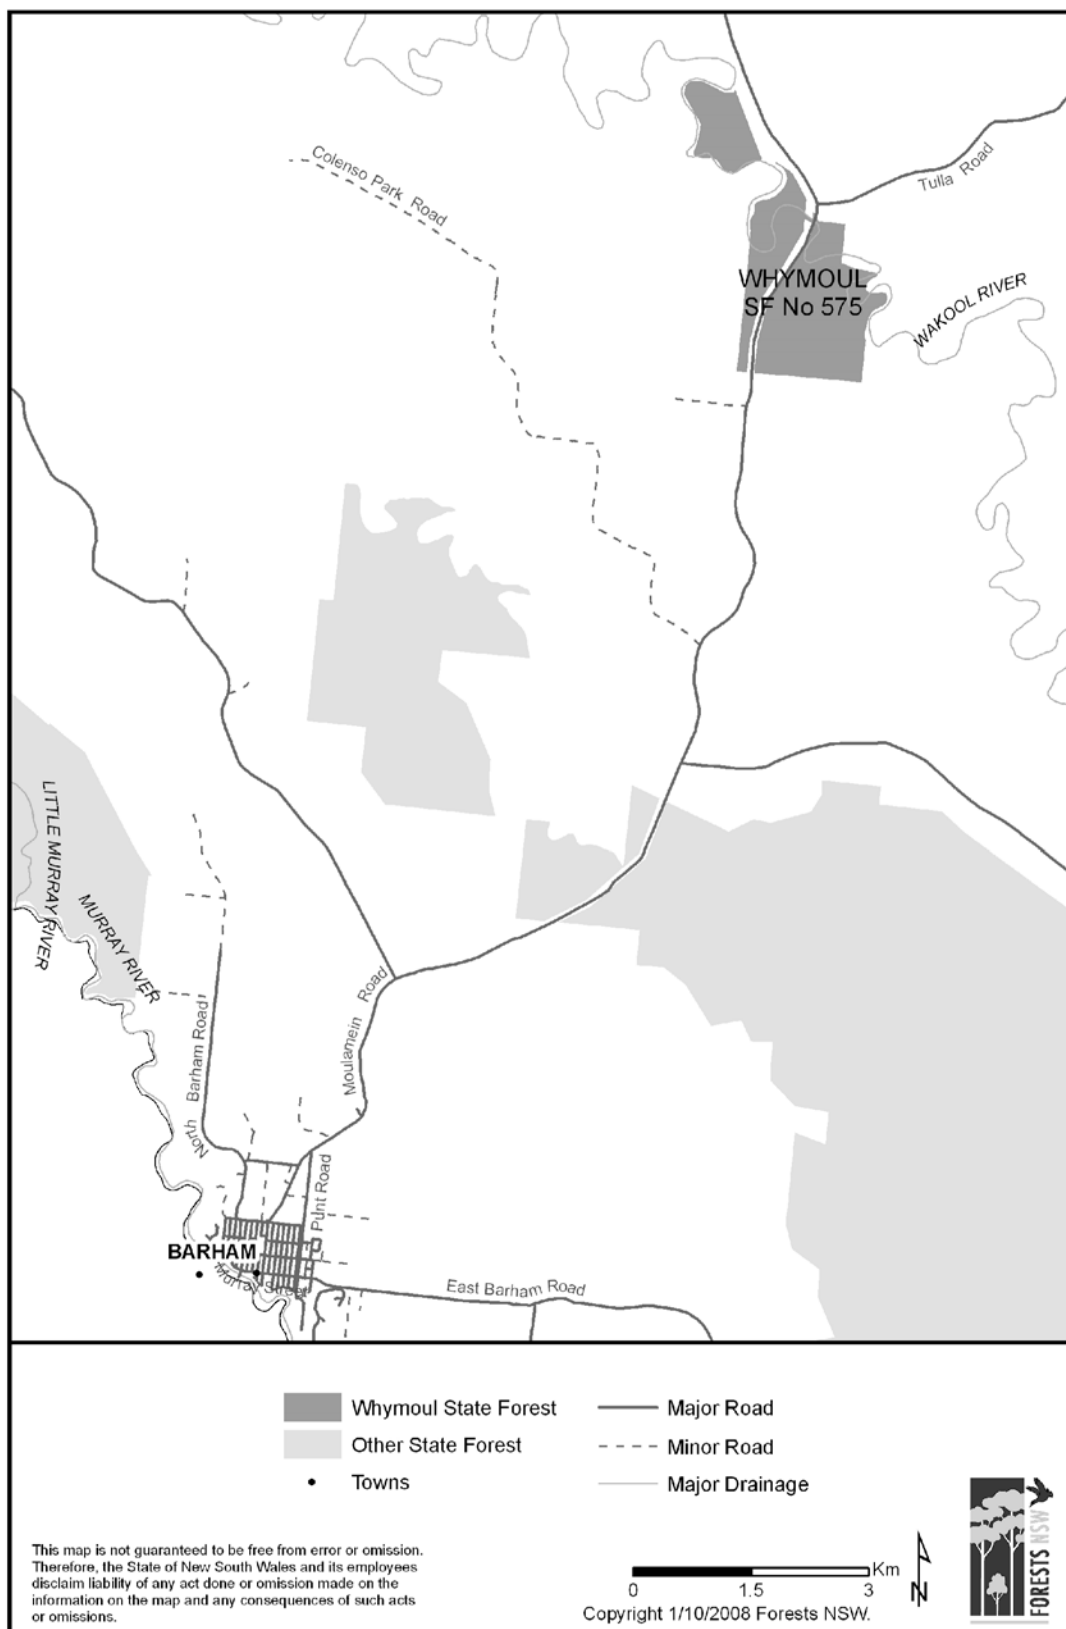 Colenso Park Road
Tulla Road
WHYMOUL
SF No 575
WAKOOL RIVER
LITTLE MURRAY RIVER
MURRAY RIVER
North Barham Road
Moulamein Road
Punt Road
BARHAM
Murray Street
East Barham Road
Whymoul State Forest
Other State Forest
Towns
Major Road
Minor Road
Major Drainage
This map is not guaranteed to be free from error or omission.
Therefore, the State of New South Wales and its employees
disclaim liability of any act done or omission made on the
information on the map and any consequences of such acts
or omissions.
Km
0 1.5 3
N
Copyright 1/10/2008 Forests NSW.
FORESTS NSW